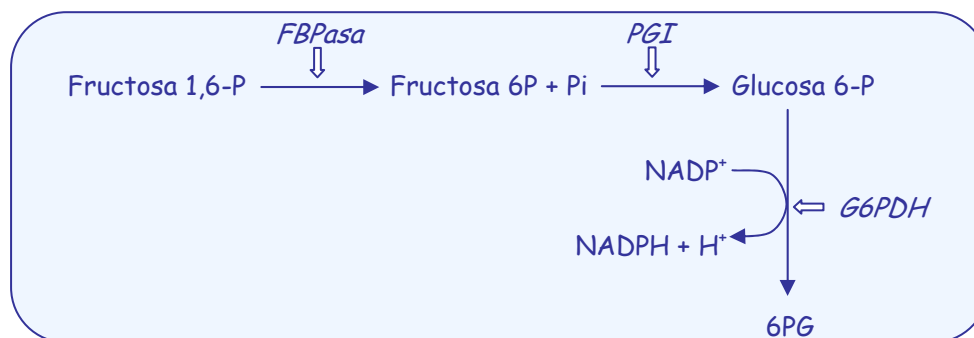 FBPasa PGI
Fructosa 1,6-P Fructosa 6P + Pi Glucosa 6-P
NADP⁺
G6PDH
NADPH + H⁺
6PG